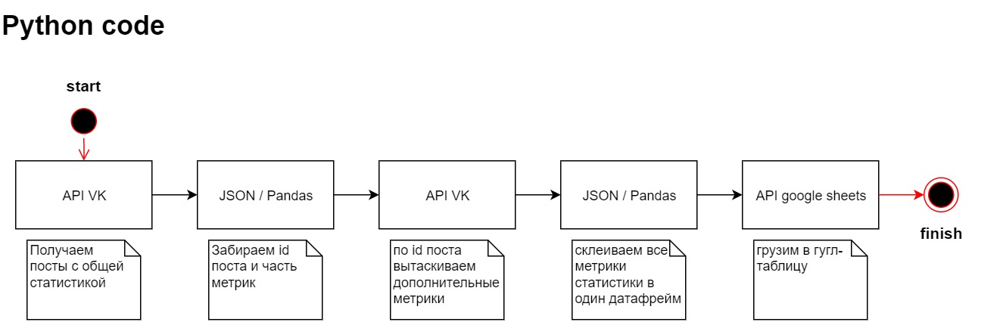 Python code
start
API VK
JSON / Pandas
API VK
JSON / Pandas
API google sheets
finish
Получаем
посты с общей
статистикой
Забираем id
поста и часть
метрик
по id поста
вытаскиваем
дополнительные
метрики
склеиваем все
метрики
статистики в
один датафрейм
грузим в гугл-
таблицу